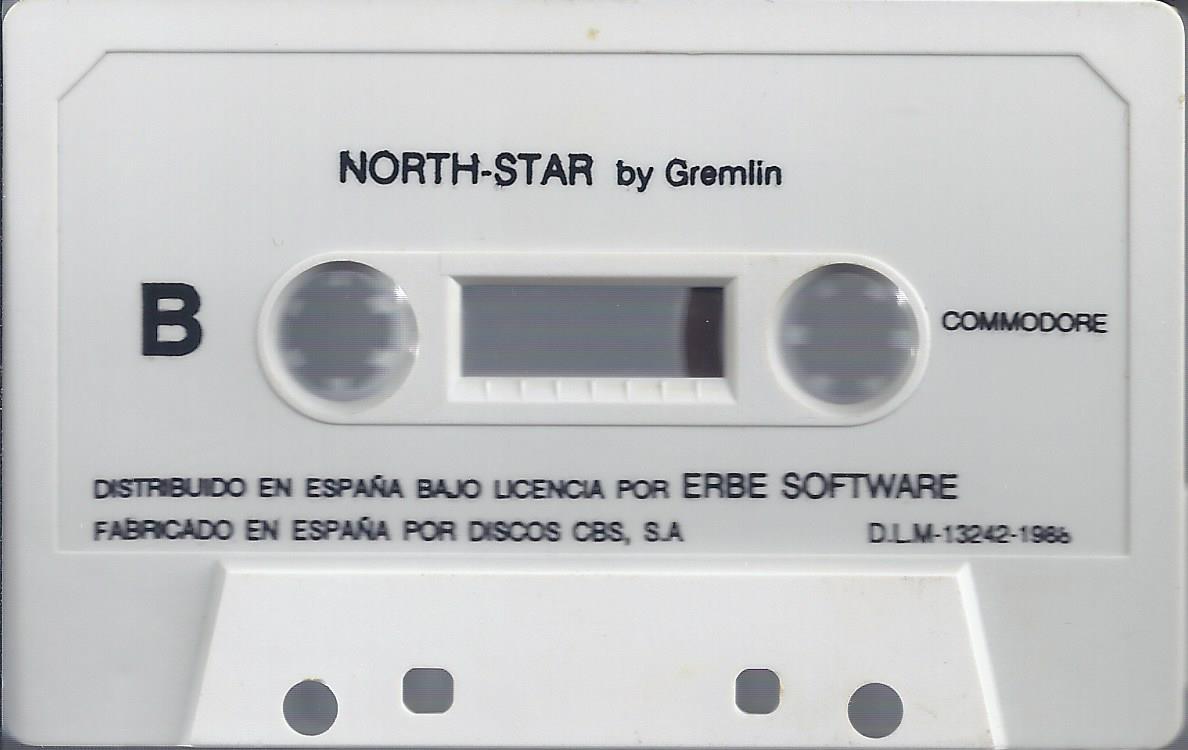 NORTH-STAR by Gremlin
B
COMMODORE
DISTRIBUIDO EN ESPAÑA BAJO LICENCIA POR ERBE SOFTWARE
FABRICADO EN ESPAÑA POR DISCOS CBS, S.A
D.L.M-13242-1986